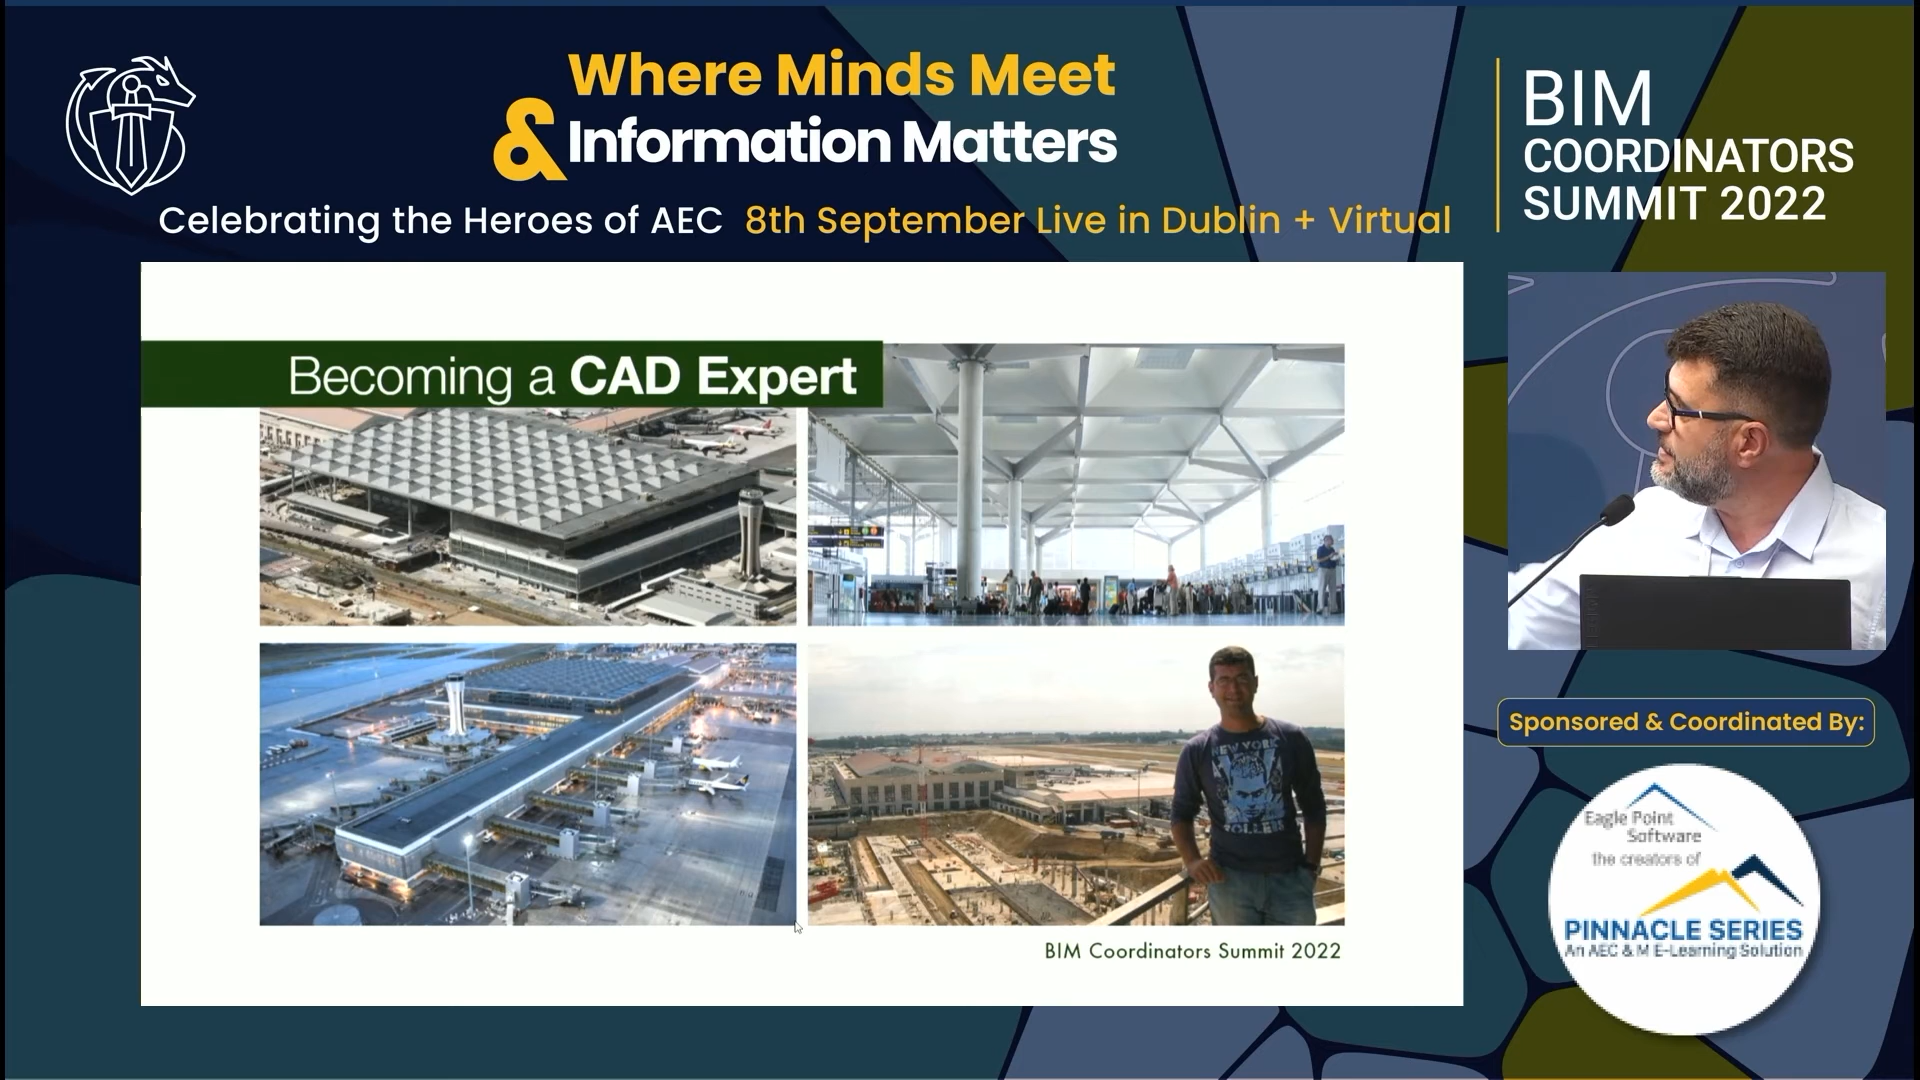 Where Minds Meet
& Information Matters
Celebrating the Heroes of AEC 8th September Live in Dublin + Virtual
BIM
COORDINATORS
SUMMIT 2022
Becoming a CAD Expert
NEW YORK
ROLLERS
BIM Coordinators Summit 2022
Sponsored & Coordinated By:
Eagle Point
Software
the creators of
PINNACLE SERIES
An AEC & M E-Learning Solution